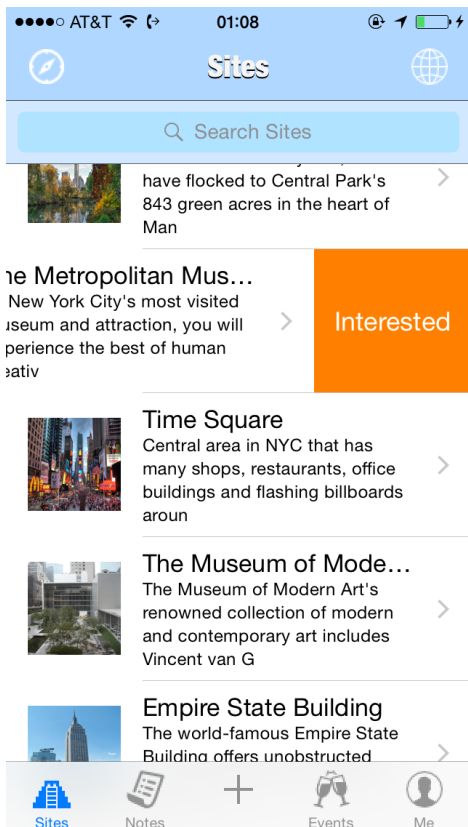 AT&T 01:08
Sites
Search Sites
have flocked to Central Park's
843 green acres in the heart of
Man
ne Metropolitan Mus...
New York City's most visited
useum and attraction, you will
perience the best of human
eativ
Interested
Time Square
Central area in NYC that has
many shops, restaurants, office
buildings and flashing billboards
aroun
The Museum of Mode...
The Museum of Modern Art's
renowned collection of modern
and contemporary art includes
Vincent van G
Empire State Building
The world-famous Empire State
Building offers unobstructed
Sites Notes Events Me